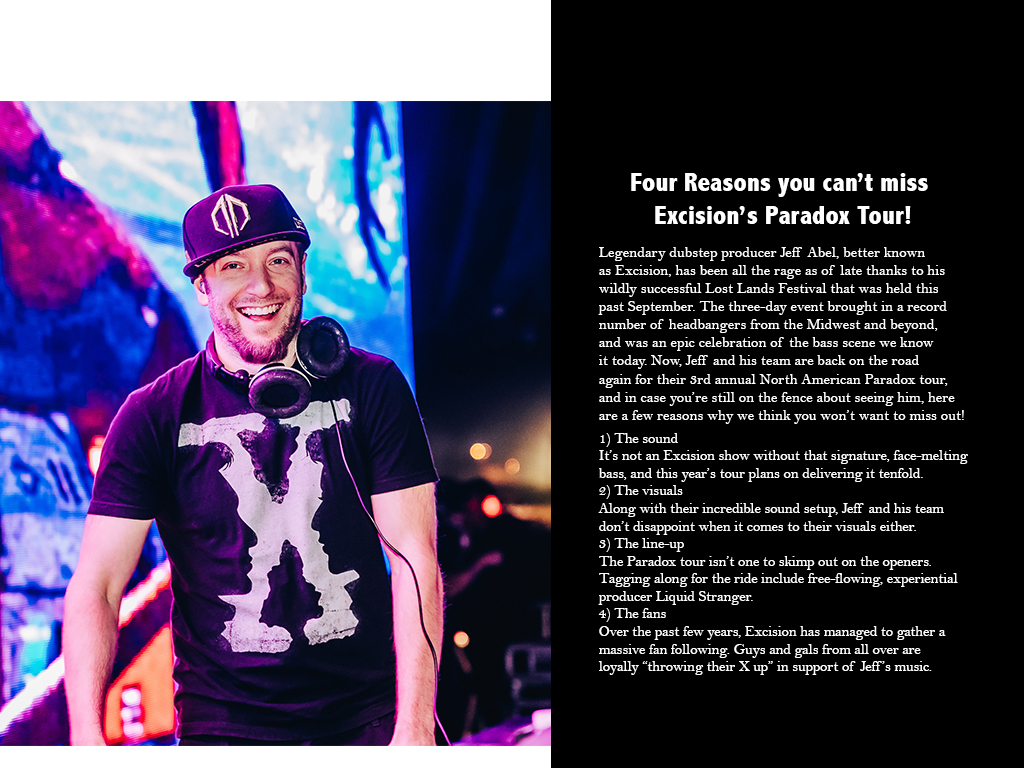 Four Reasons you can’t miss
Excision’s Paradox Tour!
Legendary dubstep producer Jeff Abel, better known
as Excision, has been all the rage as of late thanks to his
wildly successful Lost Lands Festival that was held this
past September. The three-day event brought in a record
number of headbangers from the Midwest and beyond,
and was an epic celebration of the bass scene we know
it today. Now, Jeff and his team are back on the road
again for their 3rd annual North American Paradox tour,
and in case you’re still on the fence about seeing him, here
are a few reasons why we think you won’t want to miss out!
1) The sound
It’s not an Excision show without that signature, face-melting
bass, and this year’s tour plans on delivering it tenfold.
2) The visuals
Along with their incredible sound setup, Jeff and his team
don’t disappoint when it comes to their visuals either.
3) The line-up
The Paradox tour isn’t one to skimp out on the openers.
Tagging along for the ride include free-flowing, experiential
producer Liquid Stranger.
4) The fans
Over the past few years, Excision has managed to gather a
massive fan following. Guys and gals from all over are
loyally “throwing their X up” in support of Jeff’s music.
X